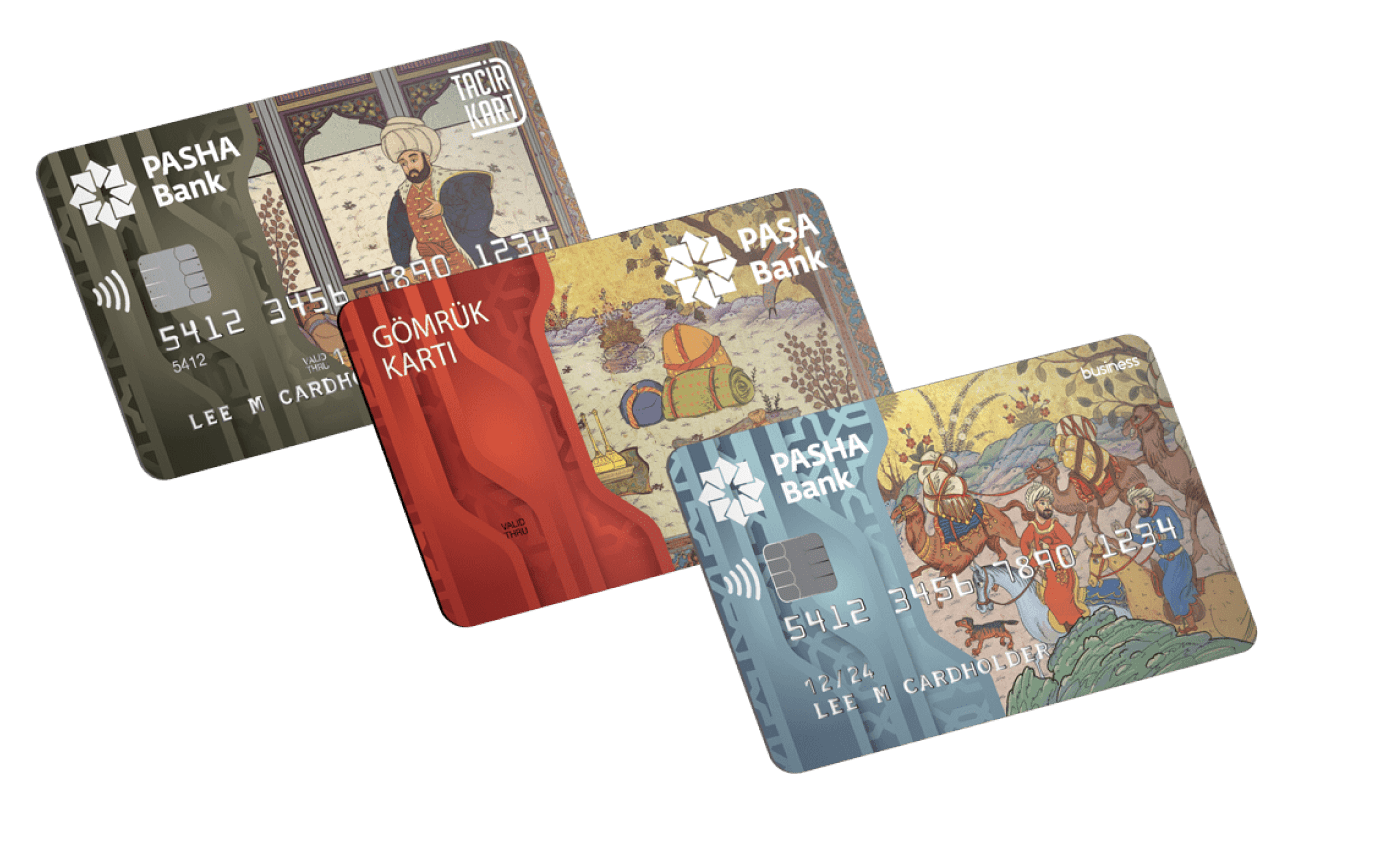 TACİR
KART
PASHA
Bank
5412 3456 7890 1234
5412
VALID
THRU
LEE M CARDHO
PAŞA
Bank
GÖMRÜK
KARTI
VALID
THRU
business
PASHA
Bank
5412 3456 7890 1234
12/24
LEE M CARDHOLDER